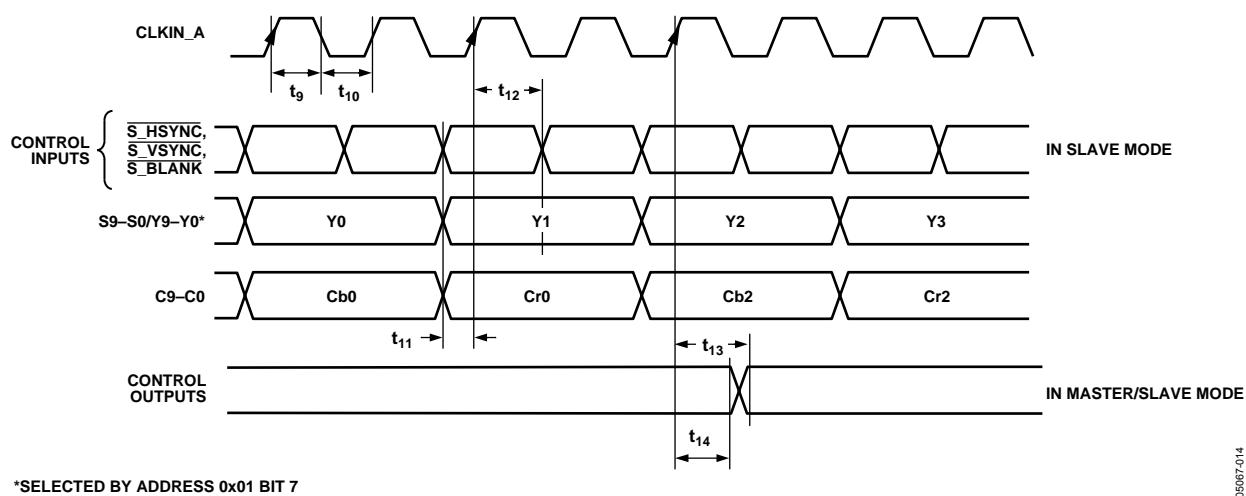 CLKIN_A
t9
t10
t12
CONTROL INPUTS
S_HSYNC,
S_VSYNC,
S_BLANK
IN SLAVE MODE
S9–S0/Y9–Y0*
Y0
Y1
Y2
Y3
C9–C0
Cb0
Cr0
Cb2
Cr2
t11
t13
CONTROL OUTPUTS
IN MASTER/SLAVE MODE
t14
*SELECTED BY ADDRESS 0x01 BIT 7
05067-014